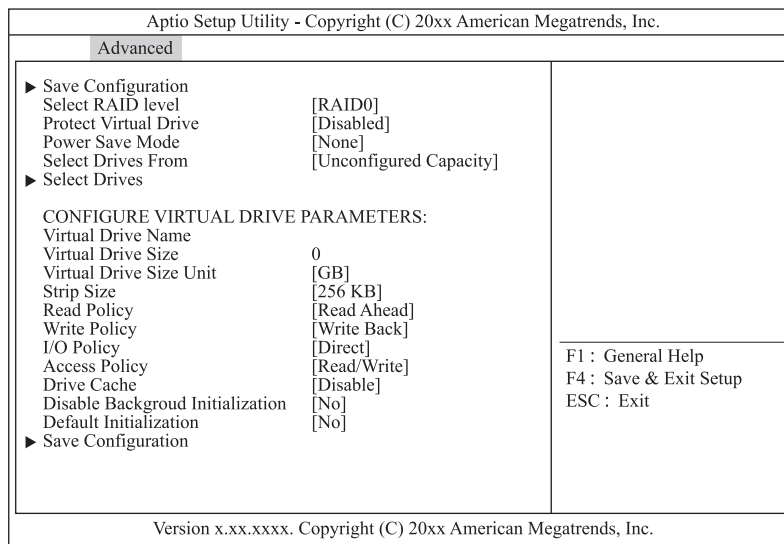 Aptio Setup Utility - Copyright (C) 20xx American Megatrends, Inc.
Advanced
▶ Save Configuration
Select RAID level [RAID0]
Protect Virtual Drive [Disabled]
Power Save Mode [None]
Select Drives From [Unconfigured Capacity]
▶ Select Drives
CONFIGURE VIRTUAL DRIVE PARAMETERS:
Virtual Drive Name
Virtual Drive Size 0
Virtual Drive Size Unit [GB]
Strip Size [256 KB]
Read Policy [Read Ahead]
Write Policy [Write Back]
I/O Policy [Direct]
Access Policy [Read/Write]
Drive Cache [Disable]
Disable Backgroud Initialization [No]
Default Initialization [No]
▶ Save Configuration
F1 : General Help
F4 : Save & Exit Setup
ESC : Exit
Version x.xx.xxxx. Copyright (C) 20xx American Megatrends, Inc.